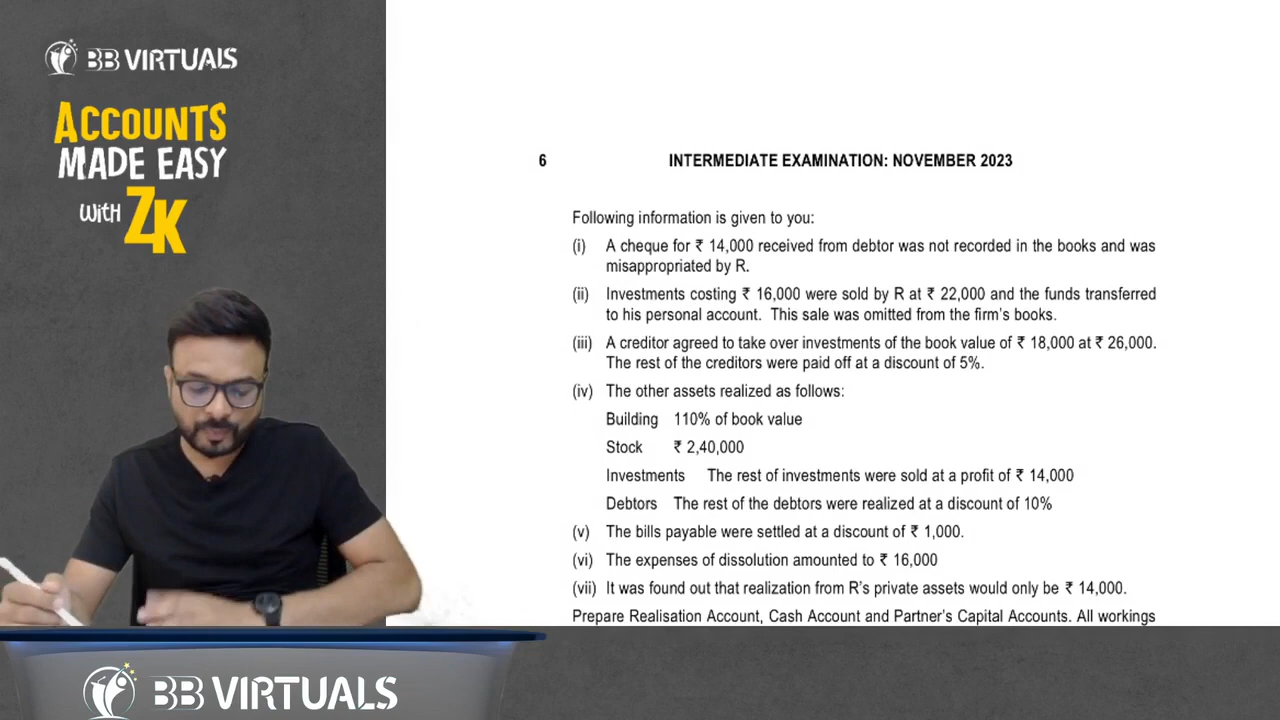 BB VIRTUALS
ACCOUNTS
MADE EASY
with ZK
6 INTERMEDIATE EXAMINATION: NOVEMBER 2023
Following information is given to you:
(i) A cheque for ₹ 14,000 received from debtor was not recorded in the books and was
misappropriated by R.
(ii) Investments costing ₹ 16,000 were sold by R at ₹ 22,000 and the funds transferred
to his personal account. This sale was omitted from the firm's books.
(iii) A creditor agreed to take over investments of the book value of ₹ 18,000 at ₹ 26,000.
The rest of the creditors were paid off at a discount of 5%.
(iv) The other assets realized as follows:
Building 110% of book value
Stock ₹ 2,40,000
Investments The rest of investments were sold at a profit of ₹ 14,000
Debtors The rest of the debtors were realized at a discount of 10%
(v) The bills payable were settled at a discount of ₹ 1,000.
(vi) The expenses of dissolution amounted to ₹ 16,000
(vii) It was found out that realization from R's private assets would only be ₹ 14,000.
Prepare Realisation Account, Cash Account and Partner's Capital Accounts. All workings
BB VIRTUALS